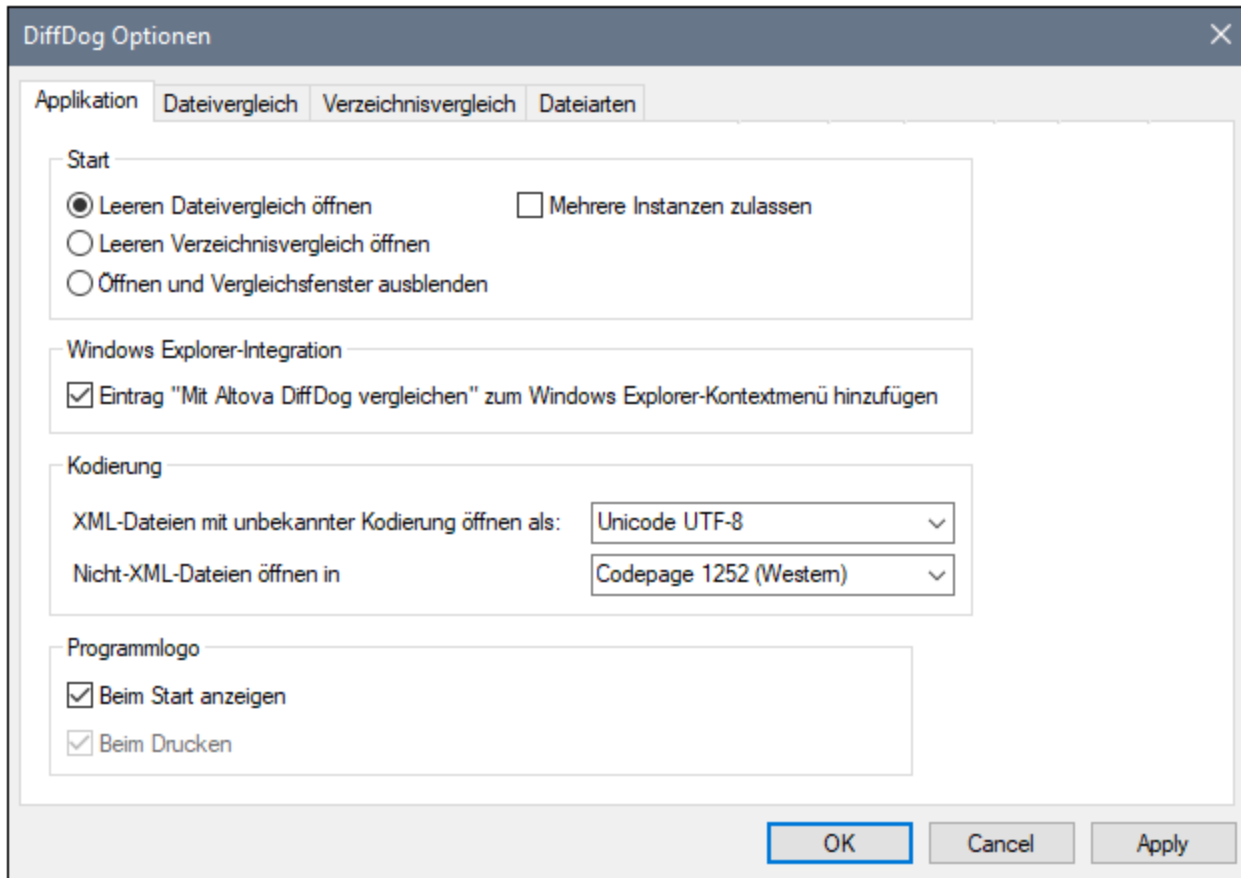 DiffDog Optionen
Applikation Dateivergleich Verzeichnisvergleich Dateiarten
Start
Leeren Dateivergleich öffnen Mehrere Instanzen zulassen
Leeren Verzeichnisvergleich öffnen
Öffnen und Vergleichsfenster ausblenden
Windows Explorer-Integration
Eintrag "Mit Altova DiffDog vergleichen" zum Windows Explorer-Kontextmenü hinzufügen
Kodierung
XML-Dateien mit unbekannter Kodierung öffnen als: Unicode UTF-8
Nicht-XML-Dateien öffnen in Codepage 1252 (Western)
Programmlogo
Beim Start anzeigen
Beim Drucken
OK Cancel Apply